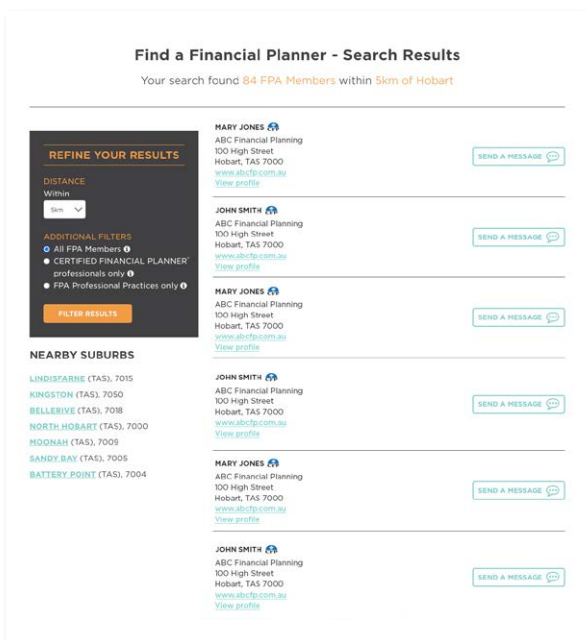 Find a Financial Planner - Search Results
Your search found 84 FPA Members within 5km of Hobart
REFINE YOUR RESULTS
DISTANCE
Within
5km
ADDITIONAL FILTERS
All FPA Members
CERTIFIED FINANCIAL PLANNER®
professionals only
FPA Professional Practices only
FILTER RESULTS
NEARBY SUBURBS
LINDISFARNE (TAS), 7015
KINGSTON (TAS), 7050
BELLERIVE (TAS), 7018
NORTH HOBART (TAS), 7000
MOONAH (TAS), 7009
SANDY BAY (TAS), 7005
BATTERY POINT (TAS), 7004
MARY JONES
ABC Financial Planning
100 High Street
Hobart, TAS 7000
www.abcfp.com.au
View profile
SEND A MESSAGE
JOHN SMITH
ABC Financial Planning
100 High Street
Hobart, TAS 7000
www.abcfp.com.au
View profile
SEND A MESSAGE
MARY JONES
ABC Financial Planning
100 High Street
Hobart, TAS 7000
www.abcfp.com.au
View profile
SEND A MESSAGE
JOHN SMITH
ABC Financial Planning
100 High Street
Hobart, TAS 7000
www.abcfp.com.au
View profile
SEND A MESSAGE
MARY JONES
ABC Financial Planning
100 High Street
Hobart, TAS 7000
www.abcfp.com.au
View profile
SEND A MESSAGE
JOHN SMITH
ABC Financial Planning
100 High Street
Hobart, TAS 7000
www.abcfp.com.au
View profile
SEND A MESSAGE